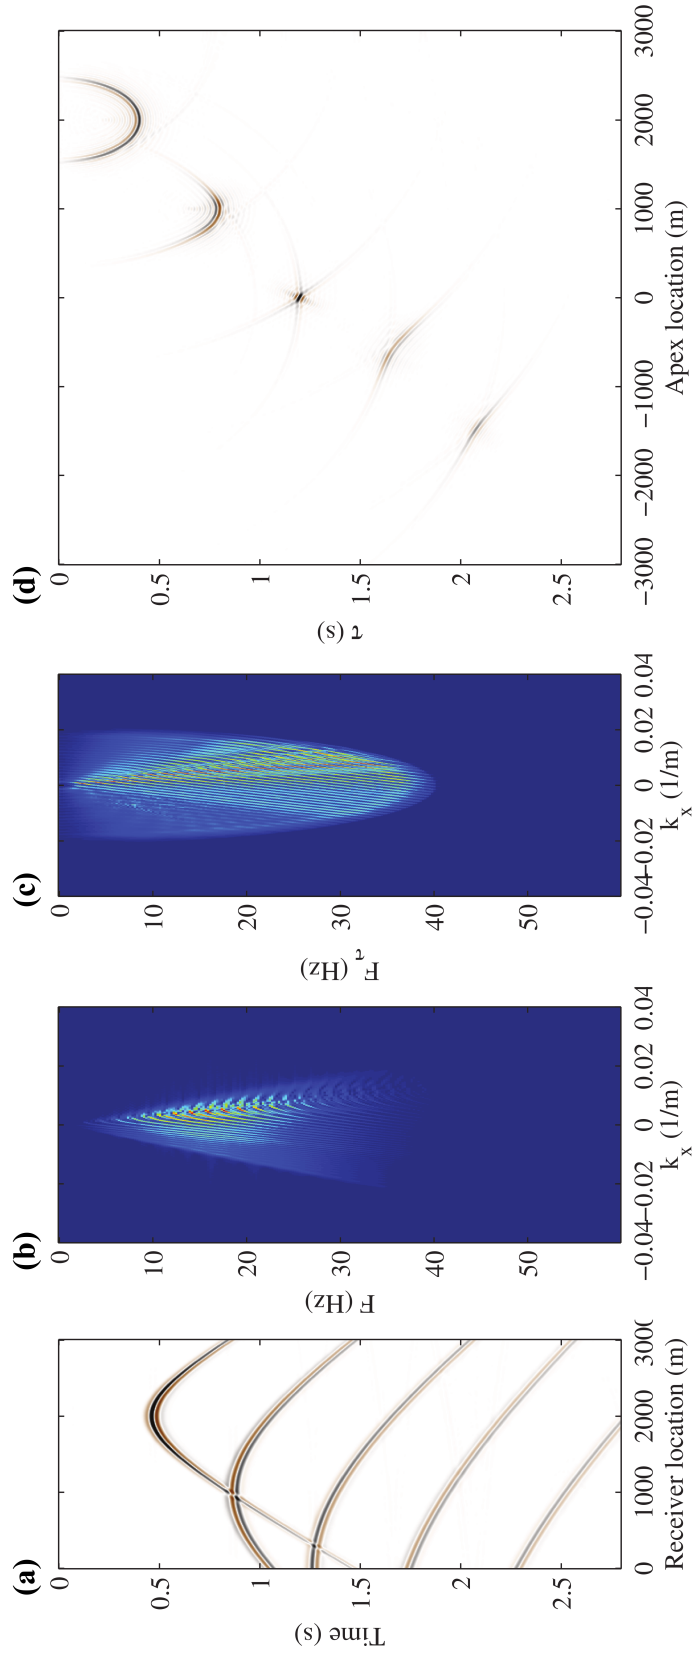 (a)
Time (s)
0
0.5
1
1.5
2
2.5
0 1000 2000 300
Receiver location (m)
(b)
F (Hz)
0
10
20
30
40
50
−0.04 −0.02 0 0.02 0.04
k_x (1/m)
(c)
F_τ (Hz)
0
10
20
30
40
50
−0.04 −0.02 0 0.02 0.04
k_x (1/m)
(d)
τ (s)
0
0.5
1
1.5
2
2.5
−3000 −2000 −1000 0 1000 2000 3000
Apex location (m)